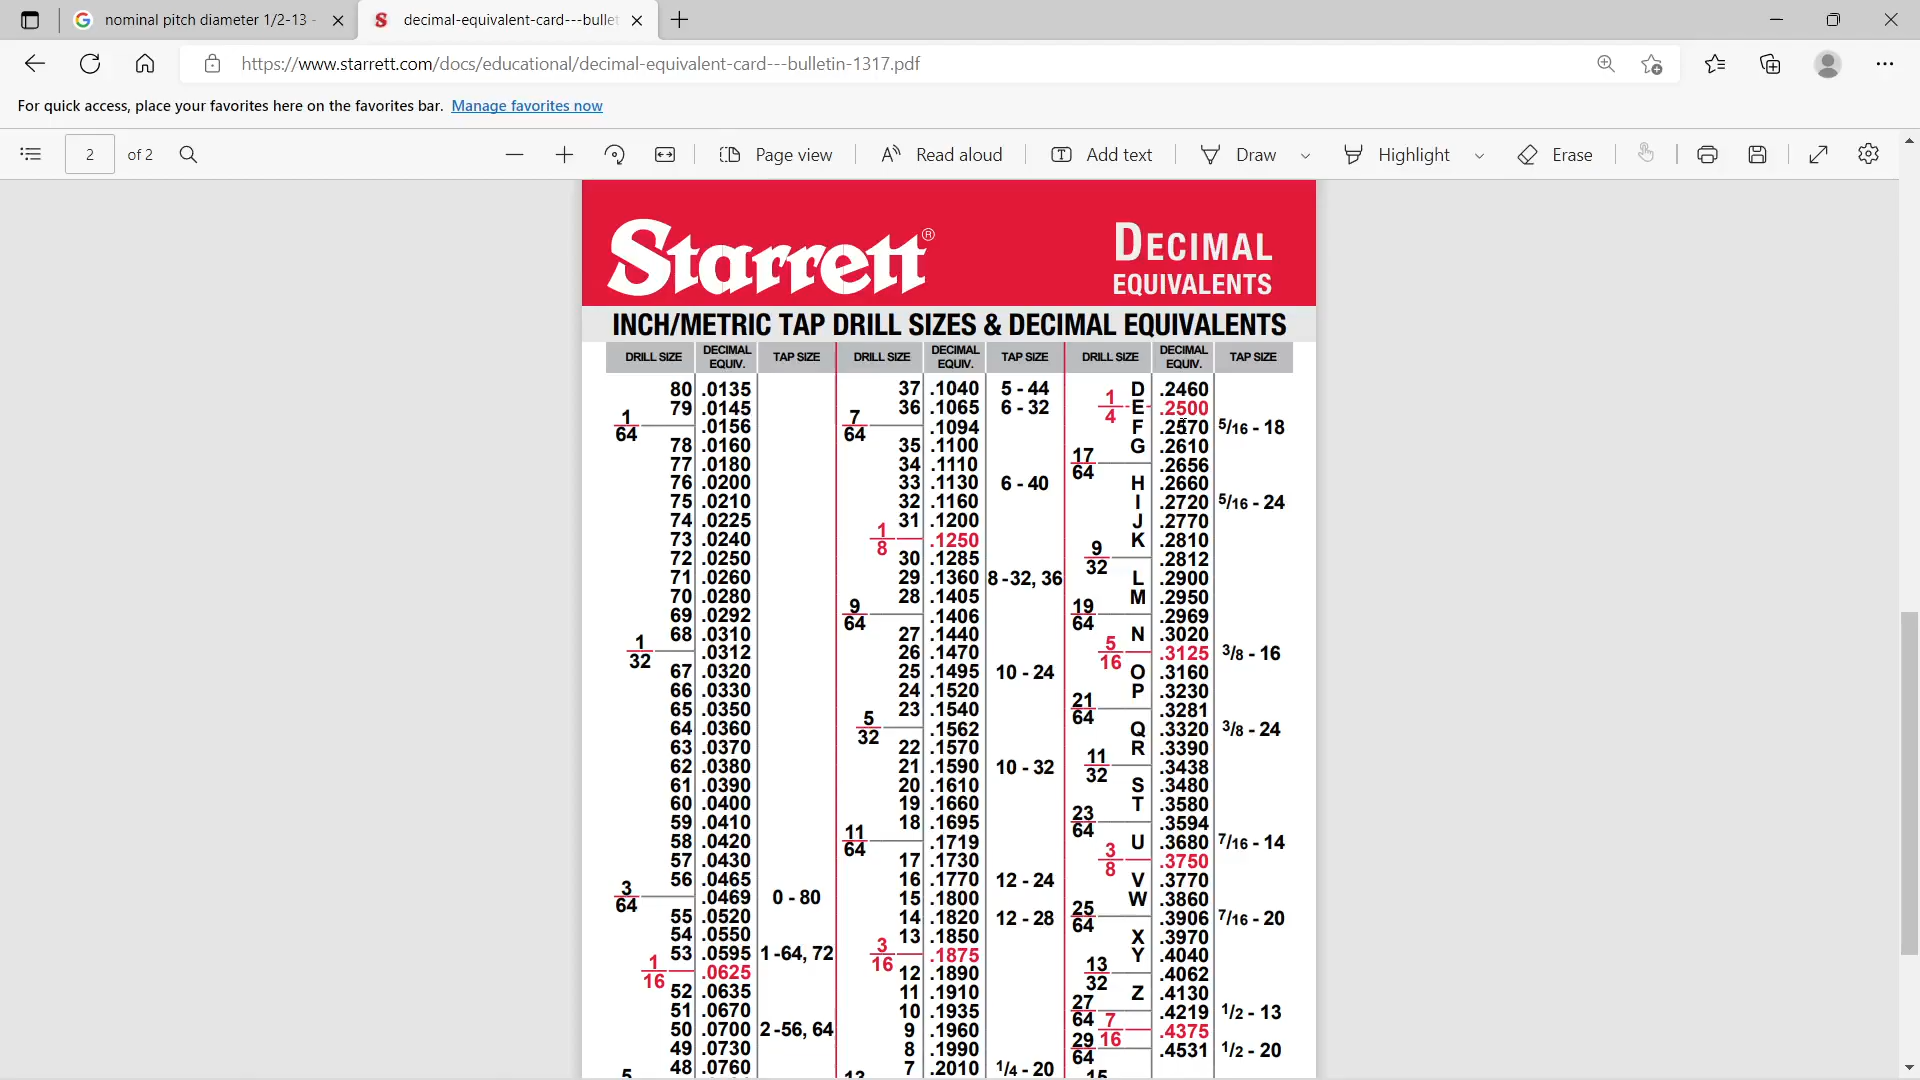 nominal pitch diameter 1/2-13 -
decimal-equivalent-card---bullet
https://www.starrett.com/docs/educational/decimal-equivalent-card---bulletin-1317.pdf
For quick access, place your favorites here on the favorites bar. Manage favorites now
2 of 2 Page view Read aloud Add text Draw Highlight Erase
Starrett® DECIMAL
EQUIVALENTS
INCH/METRIC TAP DRILL SIZES & DECIMAL EQUIVALENTS
DRILL SIZE DECIMAL EQUIV. TAP SIZE DRILL SIZE DECIMAL EQUIV. TAP SIZE DRILL SIZE DECIMAL EQUIV. TAP SIZE
80 .0135 37 .1040 5 - 44 D .2460
79 .0145 36 .1065 6 - 32 1/4 E .2500
1/64 .0156 7/64 .1094 F .2570 5/16 - 18
78 .0160 35 .1100 G .2610
77 .0180 34 .1110 17/64 .2656
76 .0200 33 .1130 6 - 40 H .2660
75 .0210 32 .1160 I .2720 5/16 - 24
74 .0225 31 .1200 J .2770
73 .0240 1/8 .1250 K .2810
72 .0250 30 .1285 9/32 .2812
71 .0260 29 .1360 8 -32, 36 L .2900
70 .0280 28 .1405 M .2950
69 .0292 9/64 .1406 19/64 .2969
68 .0310 27 .1440 N .3020
1/32 .0312 26 .1470 5/16 .3125 3/8 - 16
67 .0320 25 .1495 10 - 24 O .3160
66 .0330 24 .1520 P .3230
65 .0350 23 .1540 21/64 .3281
64 .0360 5/32 .1562 Q .3320 3/8 - 24
63 .0370 22 .1570 R .3390
62 .0380 21 .1590 10 - 32 11/32 .3438
61 .0390 20 .1610 S .3480
60 .0400 19 .1660 T .3580
59 .0410 18 .1695 23/64 .3594
58 .0420 11/64 .1719 U .3680 7/16 - 14
57 .0430 17 .1730 3/8 .3750
56 .0465 16 .1770 12 - 24 V .3770
3/64 .0469 0 - 80 15 .1800 W .3860
55 .0520 14 .1820 12 - 28 25/64 .3906 7/16 - 20
54 .0550 13 .1850 X .3970
53 .0595 1 -64, 72 3/16 .1875 Y .4040
1/16 .0625 12 .1890 13/32 .4062
52 .0635 11 .1910 Z .4130
51 .0670 10 .1935 27/64 .4219 1/2 - 13
50 .0700 2 -56, 64 9 .1960 7/16 .4375
49 .0730 8 .1990 29/64 .4531 1/2 - 20
48 .0760 7 .2010 1/4 - 20
5 13 15